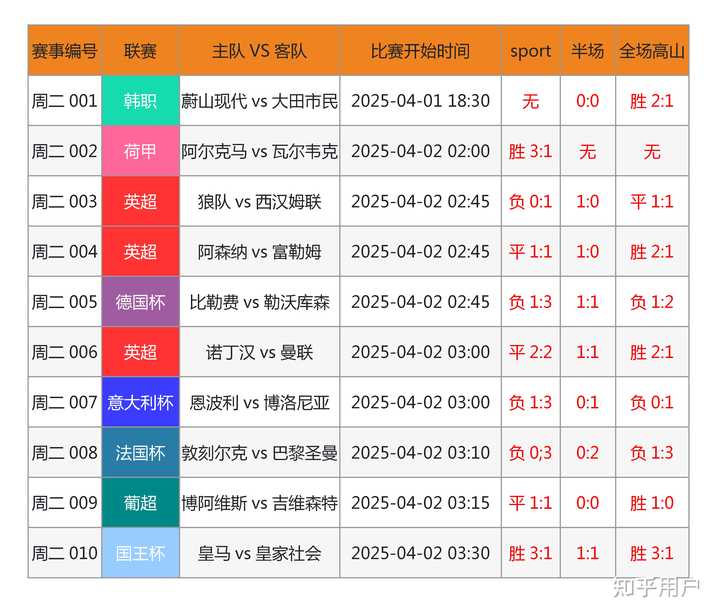 赛事编号 联赛 主队 VS 客队 比赛开始时间 sport 半场 全场高山
周二 001 韩职 蔚山现代 vs 大田市民 2025-04-01 18:30 无 0:0 胜 2:1
周二 002 荷甲 阿尔克马 vs 瓦尔韦克 2025-04-02 02:00 胜 3:1 无 无
周二 003 英超 狼队 vs 西汉姆联 2025-04-02 02:45 负 0:1 1:0 平 1:1
周二 004 英超 阿森纳 vs 富勒姆 2025-04-02 02:45 平 1:1 1:0 胜 2:1
周二 005 德国杯 比勒费 vs 勒沃库森 2025-04-02 02:45 负 1:3 1:1 负 1:2
周二 006 英超 诺丁汉 vs 曼联 2025-04-02 03:00 平 2:2 1:1 胜 2:1
周二 007 意大利杯 恩波利 vs 博洛尼亚 2025-04-02 03:00 负 1:3 0:1 负 0:1
周二 008 法国杯 敦刻尔克 vs 巴黎圣曼 2025-04-02 03:10 负 0;3 0:2 负 1:3
周二 009 葡超 博阿维斯 vs 吉维森特 2025-04-02 03:15 平 1:1 0:0 胜 1:0
周二 010 国王杯 皇马 vs 皇家社会 2025-04-02 03:30 胜 3:1 1:1 胜 3:1
知乎用户